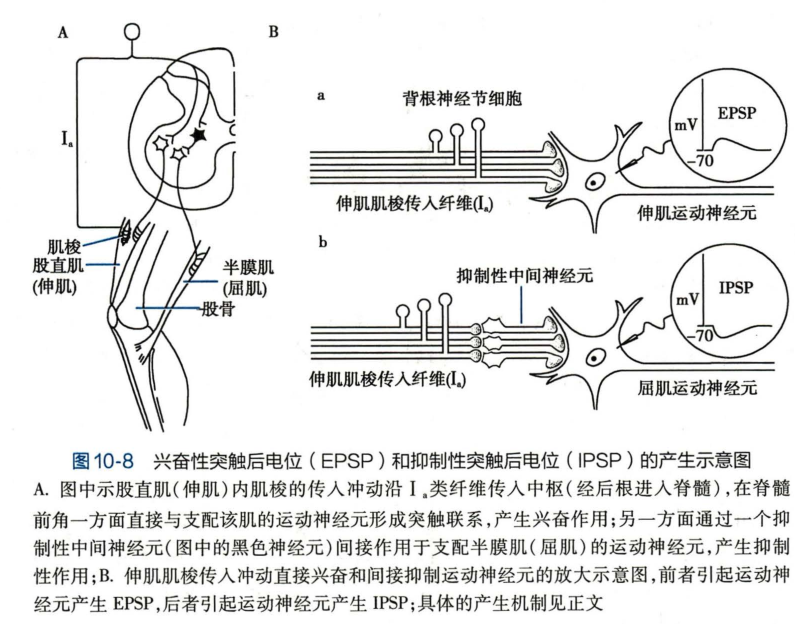 A
B
a
背根神经节细胞
EPSP
mV
-70
Iₐ
伸肌肌梭传入纤维(Iₐ)
伸肌运动神经元
b
肌梭
股直肌
(伸肌)
半膜肌
(屈肌)
股骨
抑制性中间神经元
IPSP
mV
-70
伸肌肌梭传入纤维(Iₐ)
屈肌运动神经元
图10-8 兴奋性突触后电位（EPSP）和抑制性突触后电位（IPSP）的产生示意图
A. 图中示股直肌(伸肌)内肌梭的传入冲动沿Ⅰₐ类纤维传入中枢(经后根进入脊髓),在脊髓
前角一方面直接与支配该肌的运动神经元形成突触联系,产生兴奋作用;另一方面通过一个抑
制性中间神经元(图中的黑色神经元)间接作用于支配半膜肌(屈肌)的运动神经元,产生抑制
性作用;B. 伸肌肌梭传入冲动直接兴奋和间接抑制运动神经元的放大示意图,前者引起运动神
经元产生 EPSP,后者引起运动神经元产生 IPSP;具体的产生机制见正文